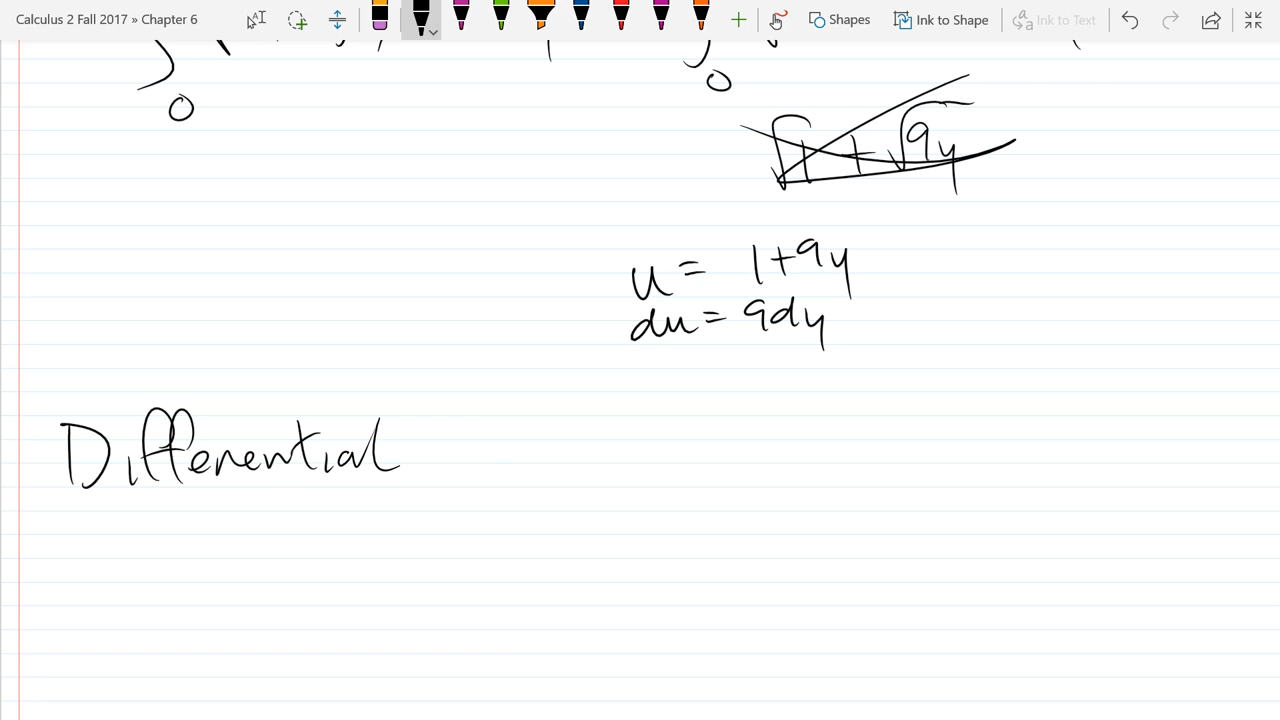 Calculus 2 Fall 2017 » Chapter 6
Shapes
Ink to Shape
Ink to Text
0
0
√1 + √9y
u = 1+9y
du = 9dy
Differential